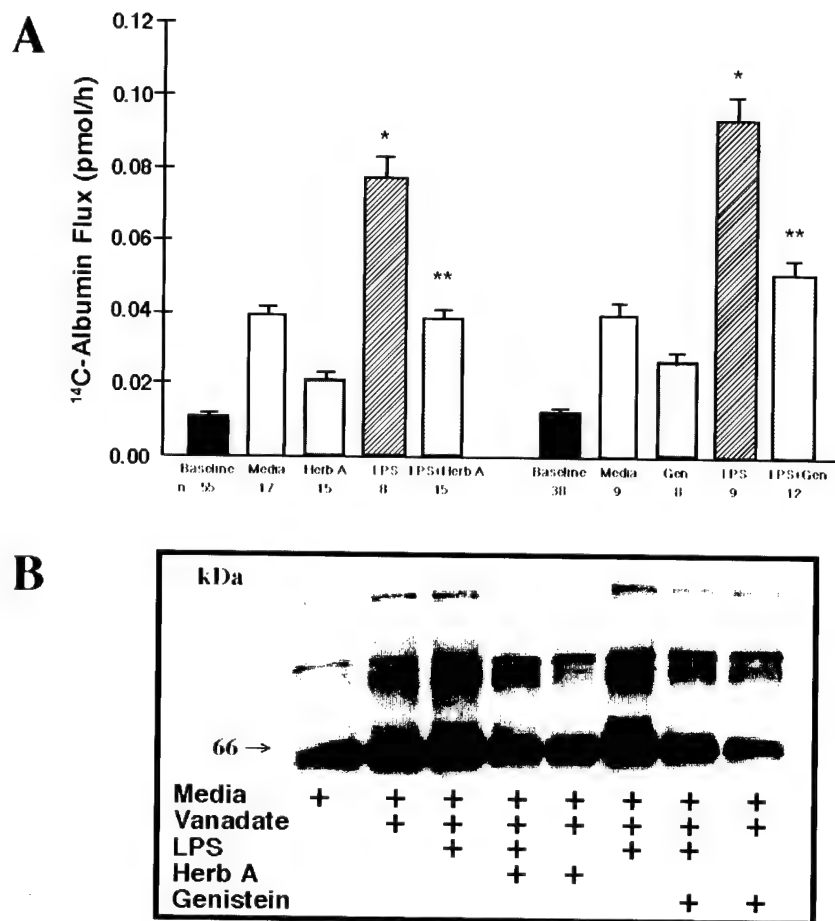 A
0.12
0.10
0.08
0.06
0.04
0.02
0.00
¹⁴C-Albumin Flux (pmol/h)
* ** * **
Baseline Media Herb A LPS LPS+Herb A Baseline Media Gen LPS LPS+Gen
n 55 17 15 8 15 38 9 8 9 12
B
kDa
66 →
Media + + + + + + + +
Vanadate + + + + + + +
LPS + + + +
Herb A + +
Genistein + +